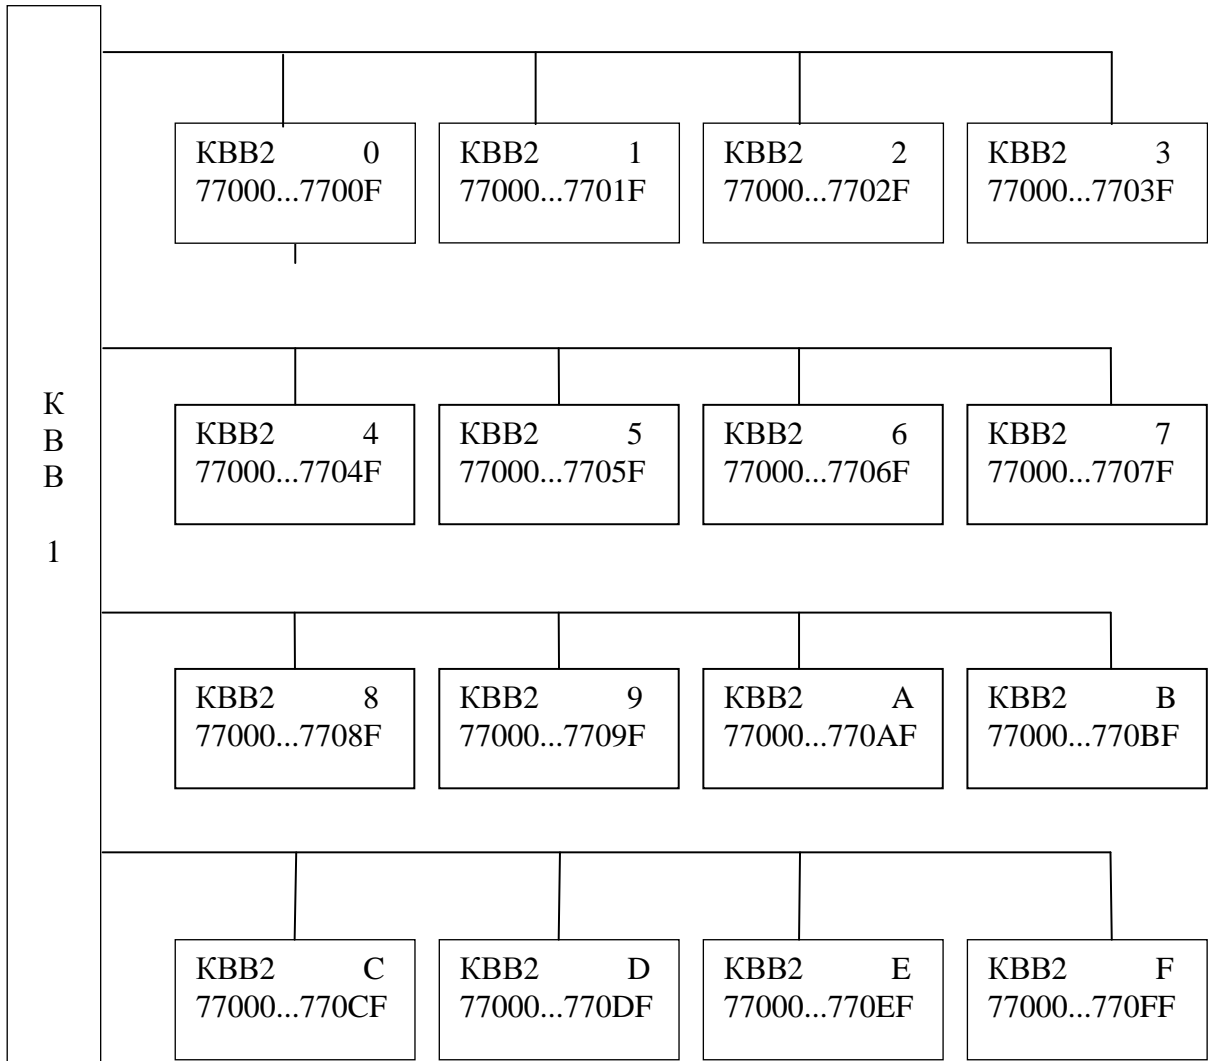 КВВ2 0
77000...7700F
КВВ2 1
77000...7701F
КВВ2 2
77000...7702F
КВВ2 3
77000...7703F
К
В
В
1
КВВ2 4
77000...7704F
КВВ2 5
77000...7705F
КВВ2 6
77000...7706F
КВВ2 7
77000...7707F
КВВ2 8
77000...7708F
КВВ2 9
77000...7709F
КВВ2 A
77000...770AF
КВВ2 B
77000...770BF
КВВ2 C
77000...770CF
КВВ2 D
77000...770DF
КВВ2 E
77000...770EF
КВВ2 F
77000...770FF